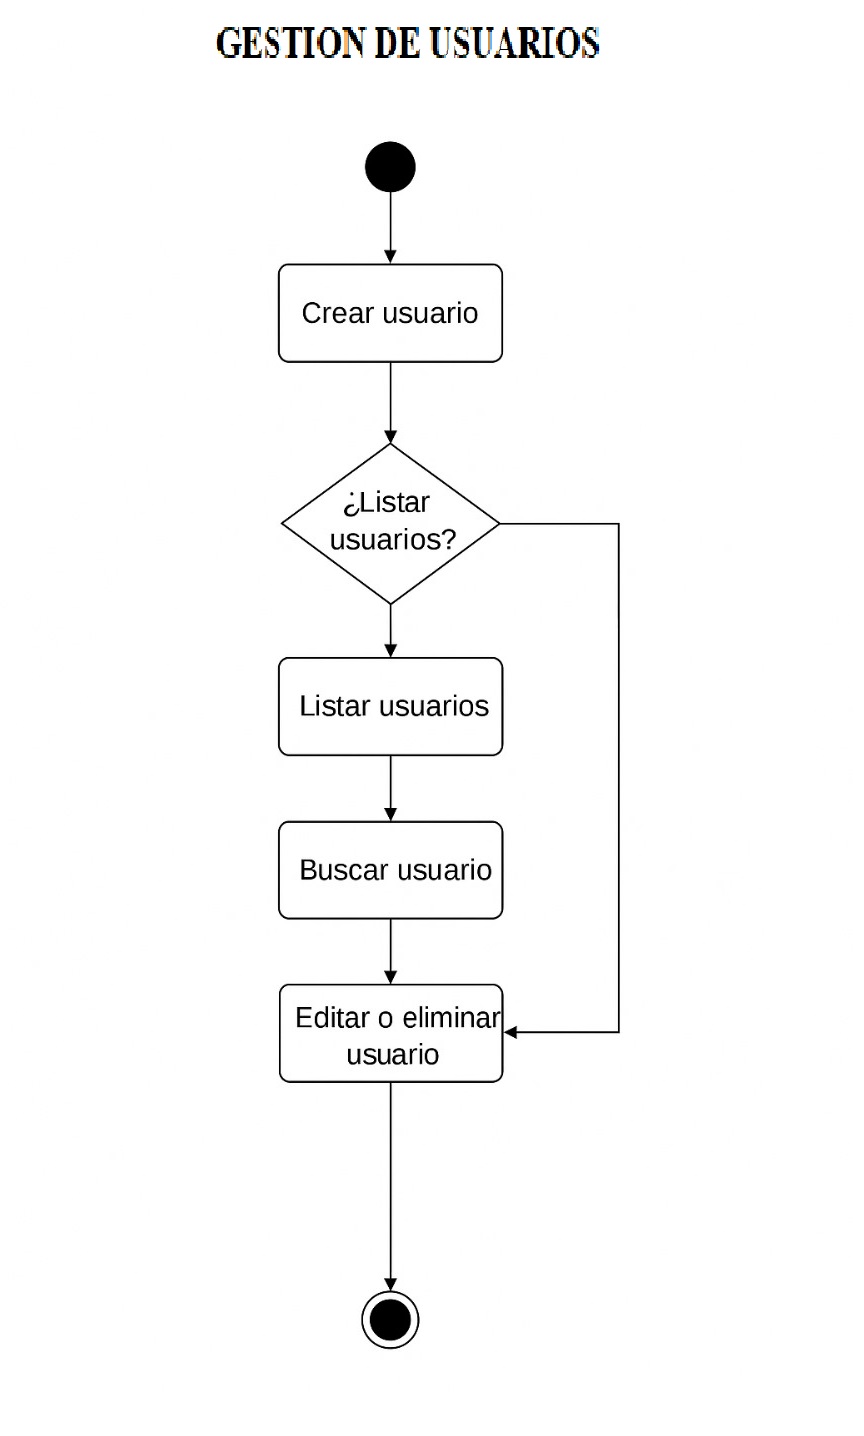 GESTION DE USUARIOS
Crear usuario
¿Listar
usuarios?
Listar usuarios
Buscar usuario
Editar o eliminar
usuario